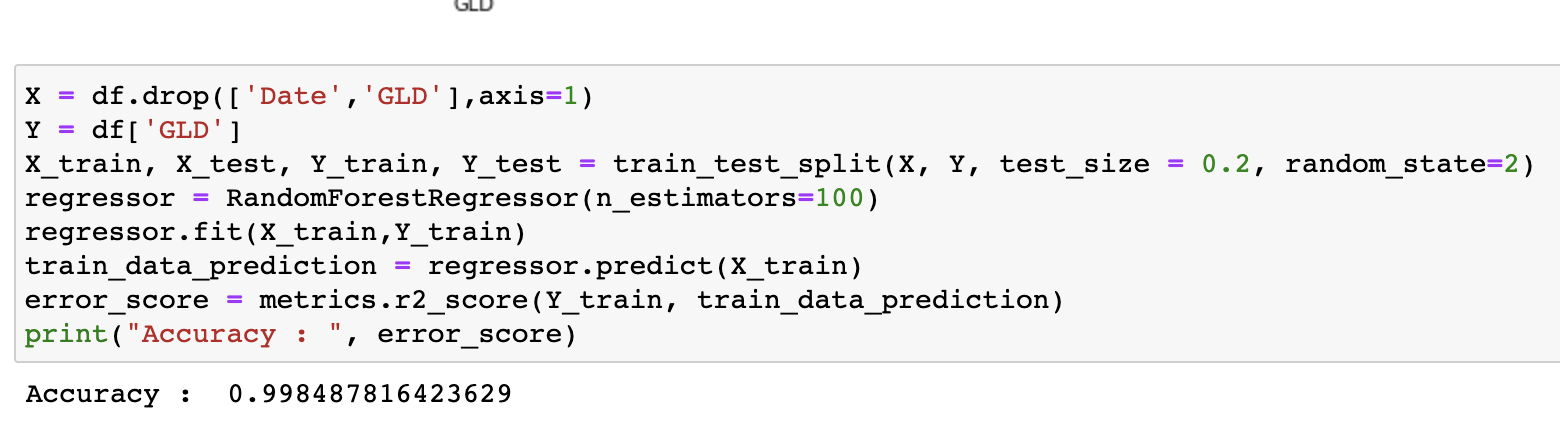 GLD
X = df.drop(['Date','GLD'],axis=1)
Y = df['GLD']
X_train, X_test, Y_train, Y_test = train_test_split(X, Y, test_size = 0.2, random_state=2)
regressor = RandomForestRegressor(n_estimators=100)
regressor.fit(X_train,Y_train)
train_data_prediction = regressor.predict(X_train)
error_score = metrics.r2_score(Y_train, train_data_prediction)
print("Accuracy : ", error_score)
Accuracy :  0.998487816423629